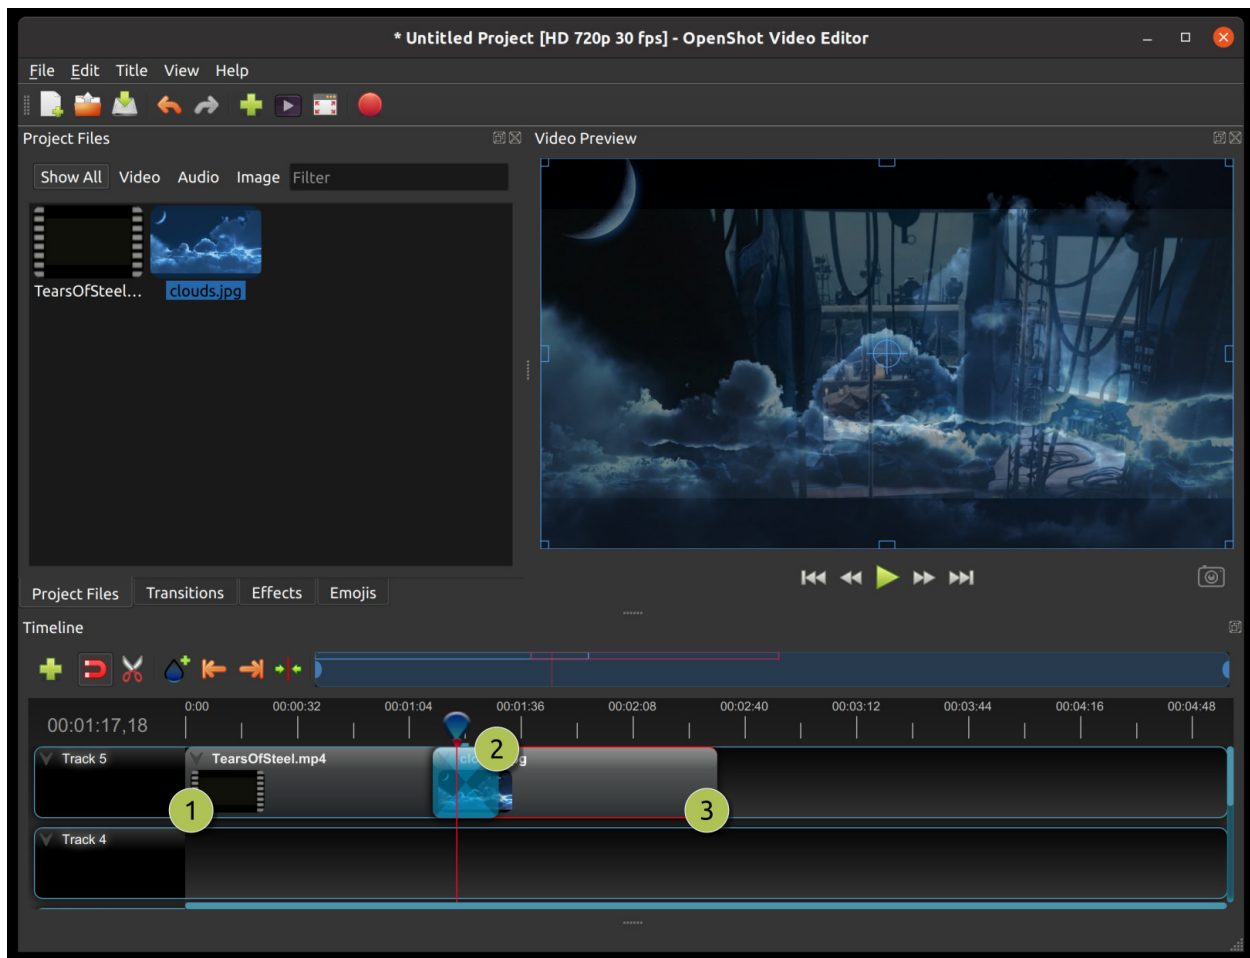 * Untitled Project [HD 720p 30 fps] - OpenShot Video Editor
File Edit Title View Help
Project Files
Video Preview
Show All Video Audio Image Filter
TearsOfSteel... clouds.jpg
Project Files Transitions Effects Emojis
Timeline
00:01:17,18
0:00 00:00:32 00:01:04 00:01:36 00:02:08 00:02:40 00:03:12 00:03:44 00:04:16 00:04:48
Track 5 TearsOfSteel.mp4
1 2 3
Track 4